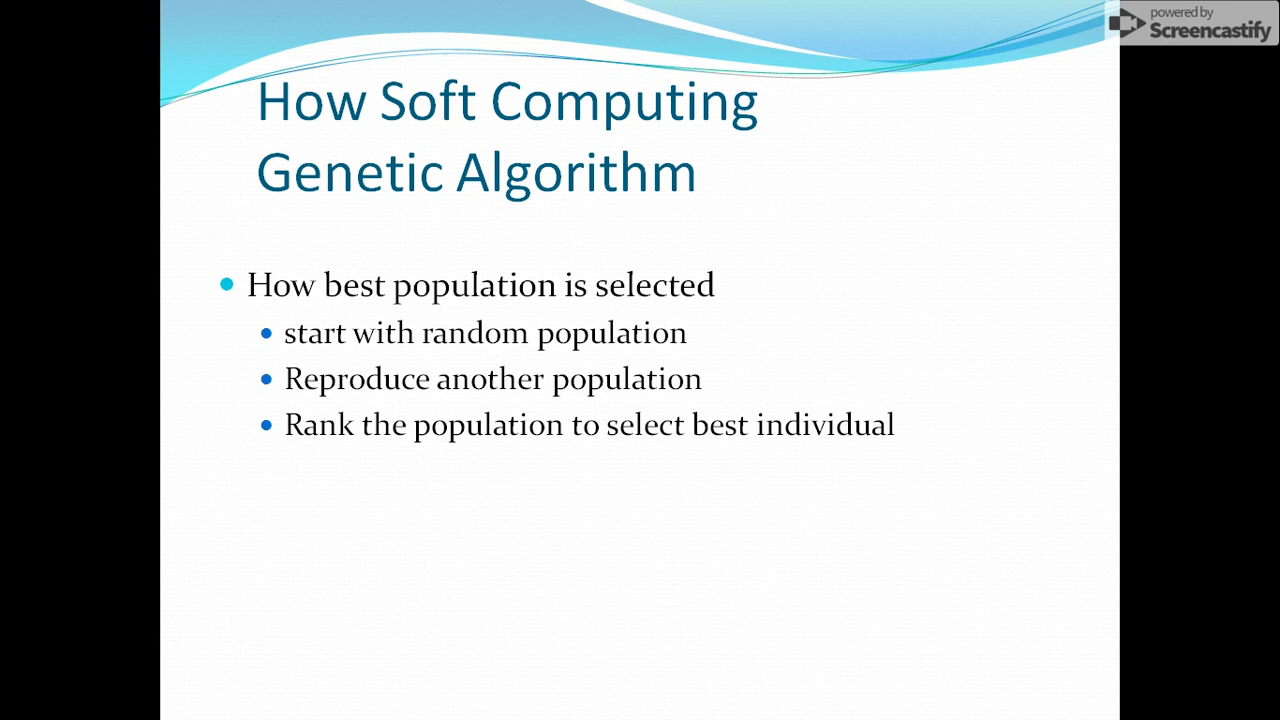 powered by
Screencastify
How Soft Computing
Genetic Algorithm
How best population is selected
start with random population
Reproduce another population
Rank the population to select best individual